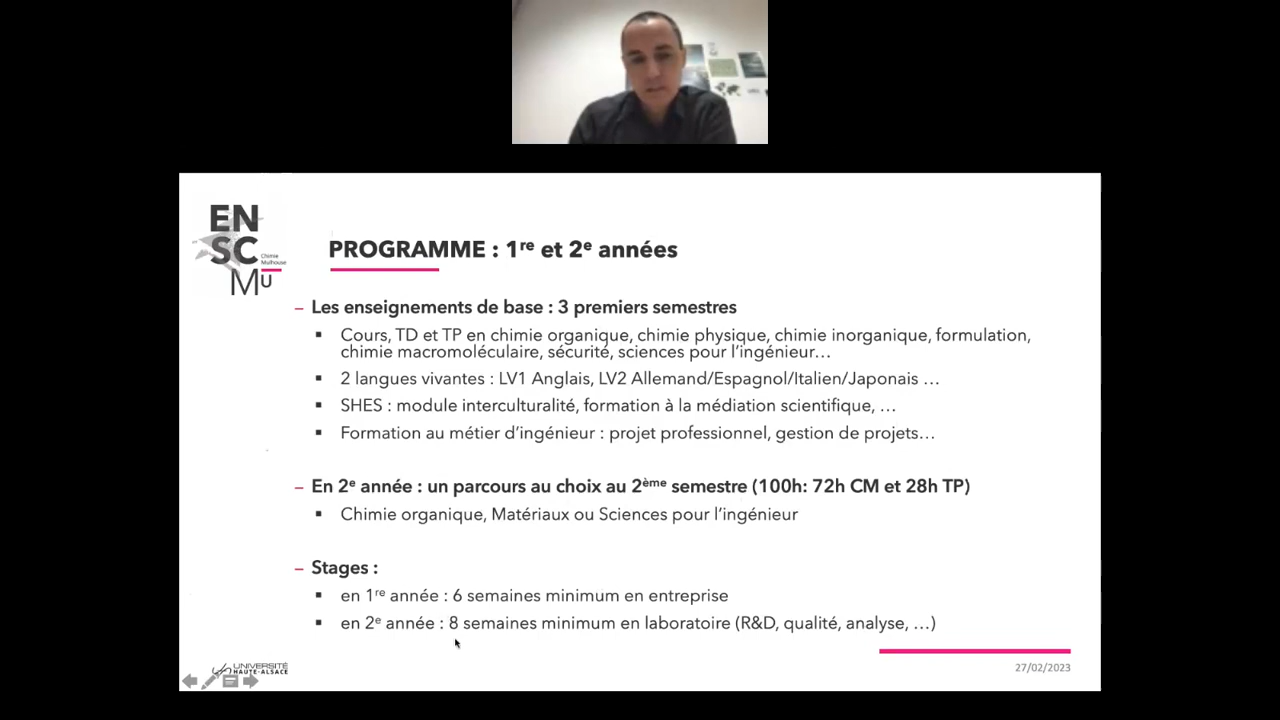 EN
SC
Chimie
Mulhouse
MU
PROGRAMME : 1re et 2e années
– Les enseignements de base : 3 premiers semestres
▪ Cours, TD et TP en chimie organique, chimie physique, chimie inorganique, formulation,
chimie macromoléculaire, sécurité, sciences pour l’ingénieur…
▪ 2 langues vivantes : LV1 Anglais, LV2 Allemand/Espagnol/Italien/Japonais …
▪ SHES : module interculturalité, formation à la médiation scientifique, …
▪ Formation au métier d’ingénieur : projet professionnel, gestion de projets…
– En 2e année : un parcours au choix au 2ème semestre (100h: 72h CM et 28h TP)
▪ Chimie organique, Matériaux ou Sciences pour l’ingénieur
– Stages :
▪ en 1re année : 6 semaines minimum en entreprise
▪ en 2e année : 8 semaines minimum en laboratoire (R&D, qualité, analyse, …)
UNIVERSITÉ
HAUTE-ALSACE
27/02/2023